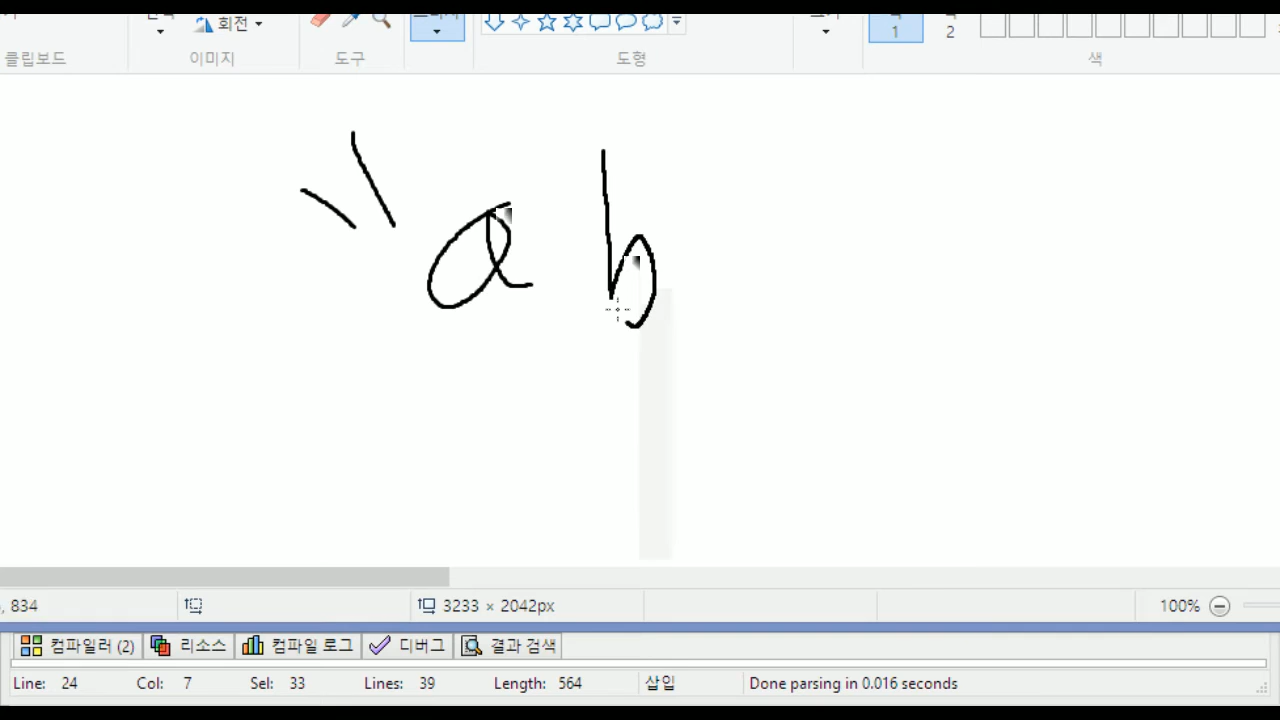 회전
1
2
클립보드
이미지
도구
도형
색
" a b
, 834
3233 × 2042px
100%
컴파일러 (2) 리소스 컴파일 로그 디버그 결과 검색
Line: 24 Col: 7 Sel: 33 Lines: 39 Length: 564 삽입 Done parsing in 0.016 seconds